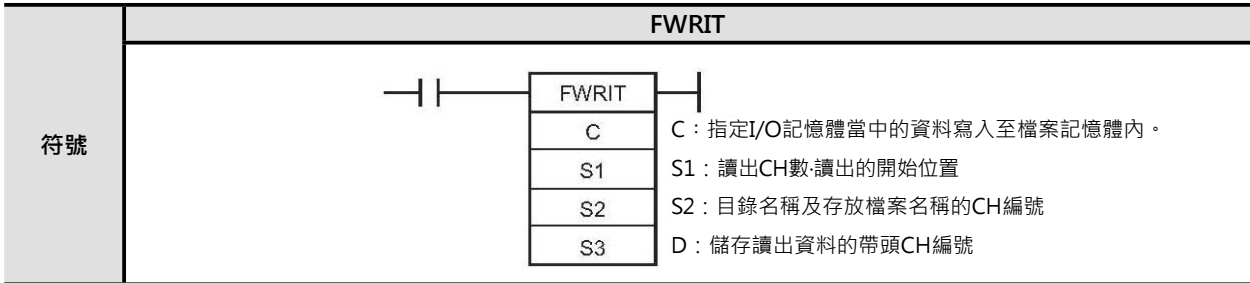 FWRIT
符號
FWRIT
C
C：指定I/O記憶體當中的資料寫入至檔案記憶體內。
S1
S1：讀出CH數·讀出的開始位置
S2
S2：目錄名稱及存放檔案名稱的CH編號
S3
D：儲存讀出資料的帶頭CH編號